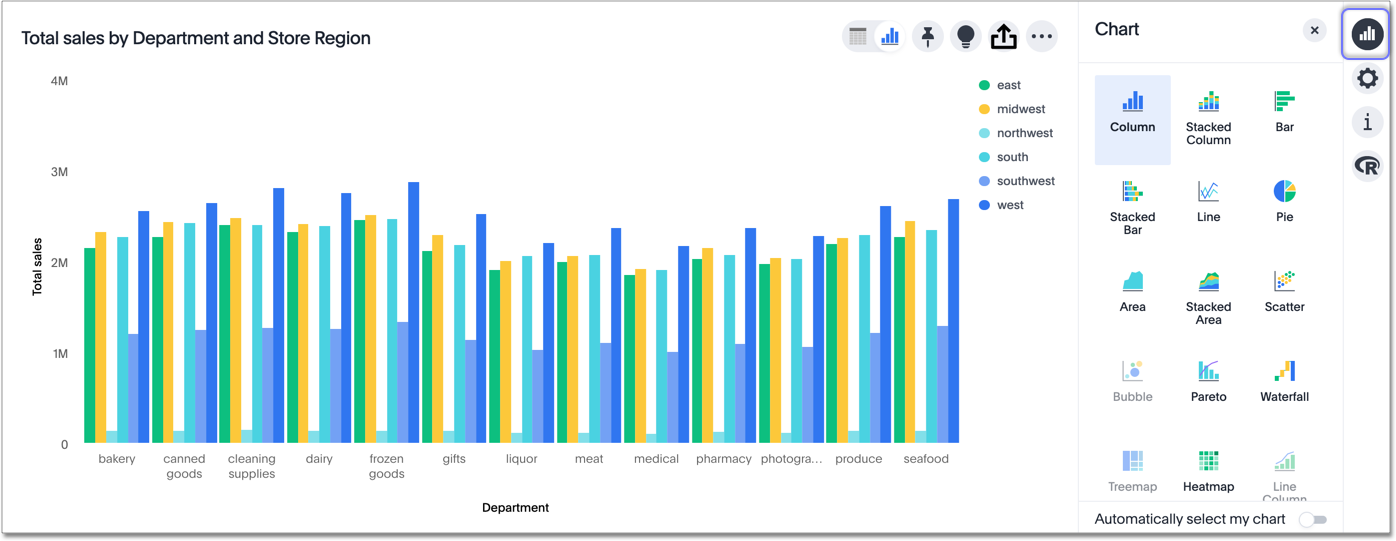 Total sales by Department and Store Region
4M
3M
2M
1M
0
Total sales
bakery
canned
goods
cleaning
supplies
dairy
frozen
goods
gifts
liquor
meat
medical
pharmacy
photogra...
produce
seafood
Department
east
midwest
northwest
south
southwest
west
Chart
Column
Stacked
Column
Bar
Stacked
Bar
Line
Pie
Area
Stacked
Area
Scatter
Bubble
Pareto
Waterfall
Treemap
Heatmap
Line
Column
Automatically select my chart
i
R